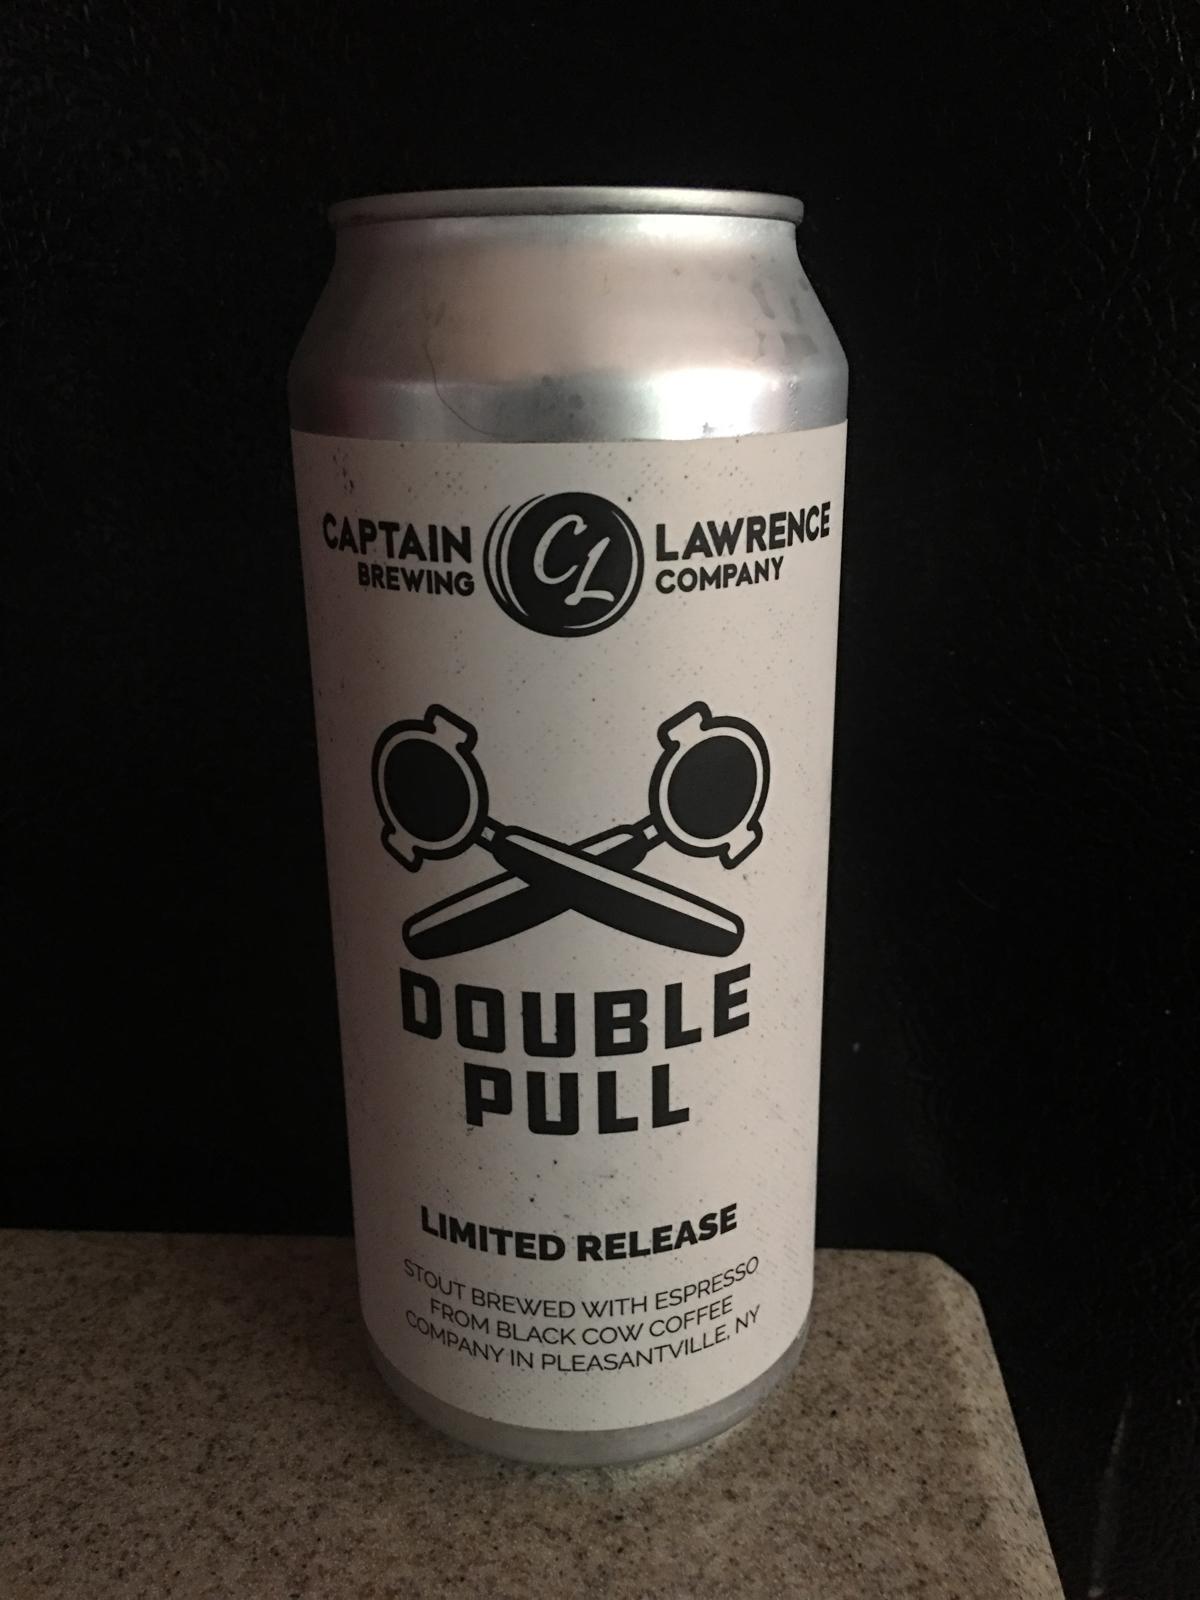 CAPTAIN CL LAWRENCE
BREWING COMPANY
DOUBLE
PULL
LIMITED RELEASE
STOUT BREWED WITH ESPRESSO
FROM BLACK COW COFFEE
COMPANY IN PLEASANTVILLE, NY